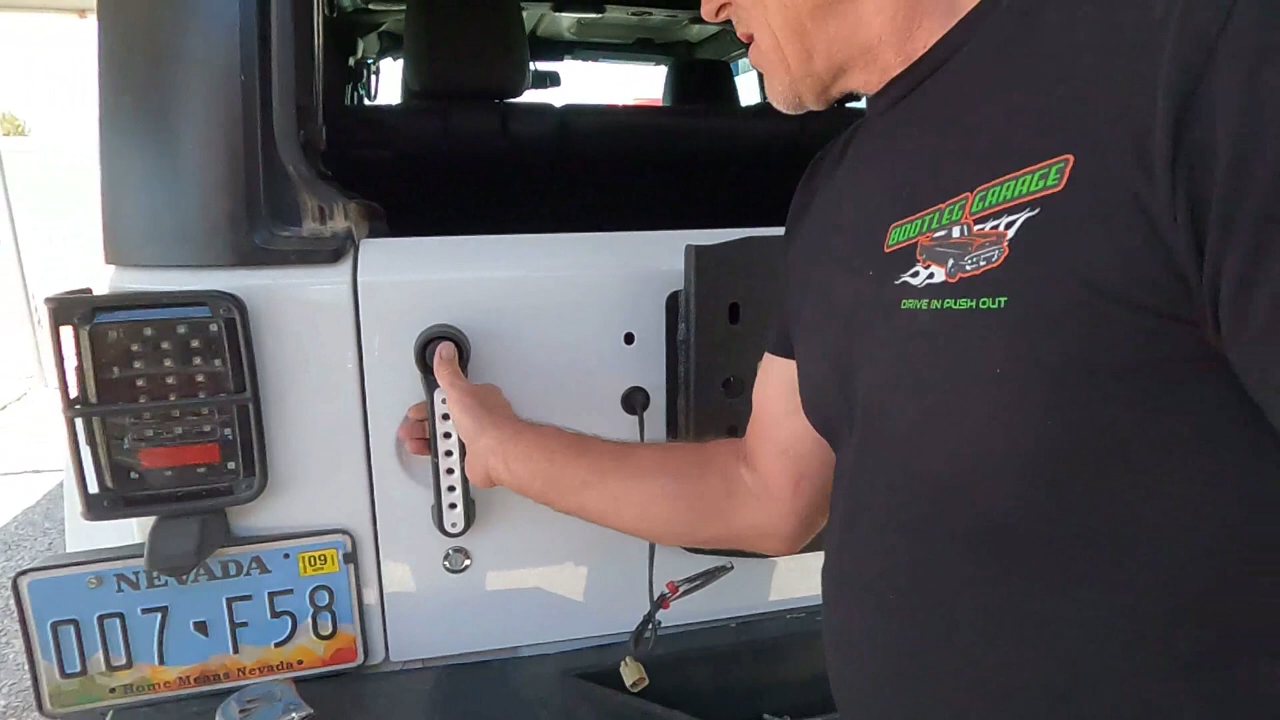 BOOTLEG GARAGE
DRIVE IN PUSH OUT
NEVADA
09
007 F58
Home Means Nevada